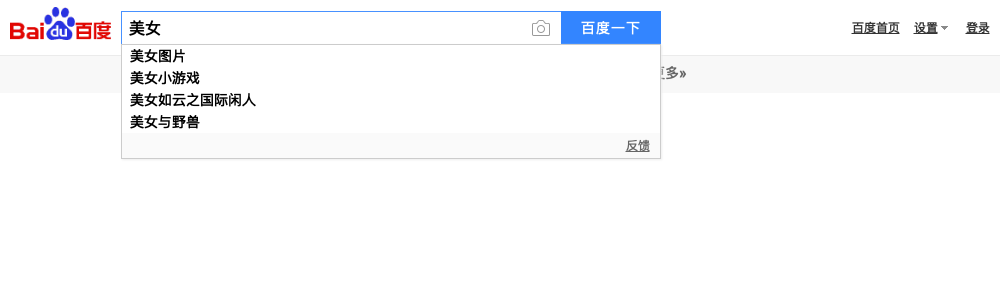 Bai du 百度
美女
百度一下
百度首页 设置 登录
美女图片
美女小游戏
美女如云之国际闲人
美女与野兽
更多»
反馈